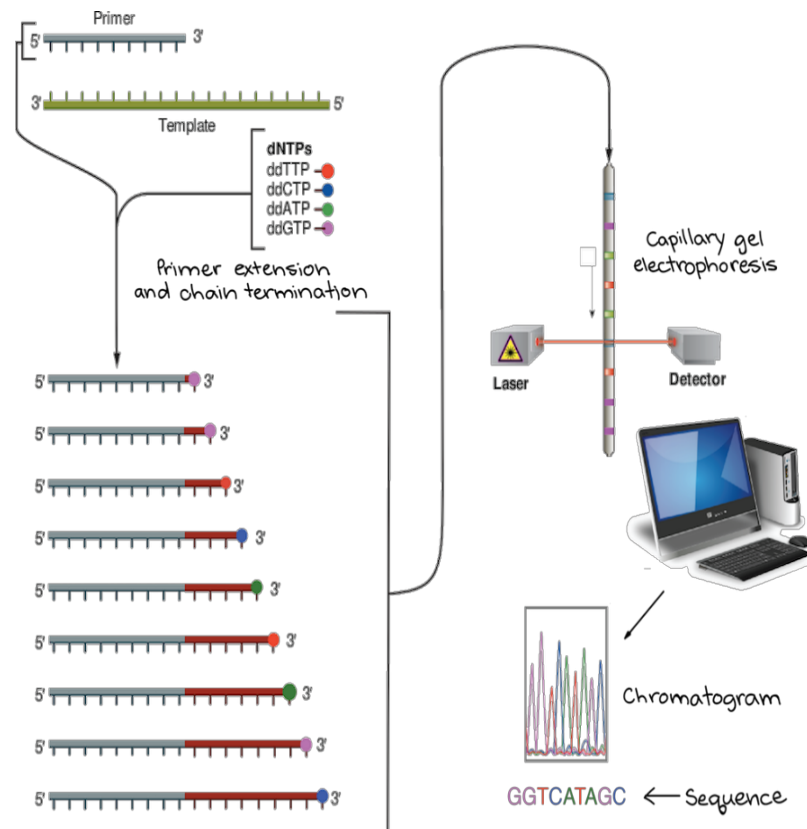 Primer
5' 3'
3' 5'
Template
dNTPs
ddTTP
ddCTP
ddATP
ddGTP
Primer extension
and chain termination
5' 3'
5' 3'
5' 3'
5' 3'
5' 3'
5' 3'
5' 3'
5' 3'
5' 3'
Capillary gel
electrophoresis
Laser
Detector
Chromatogram
GGTCATAGC ← Sequence